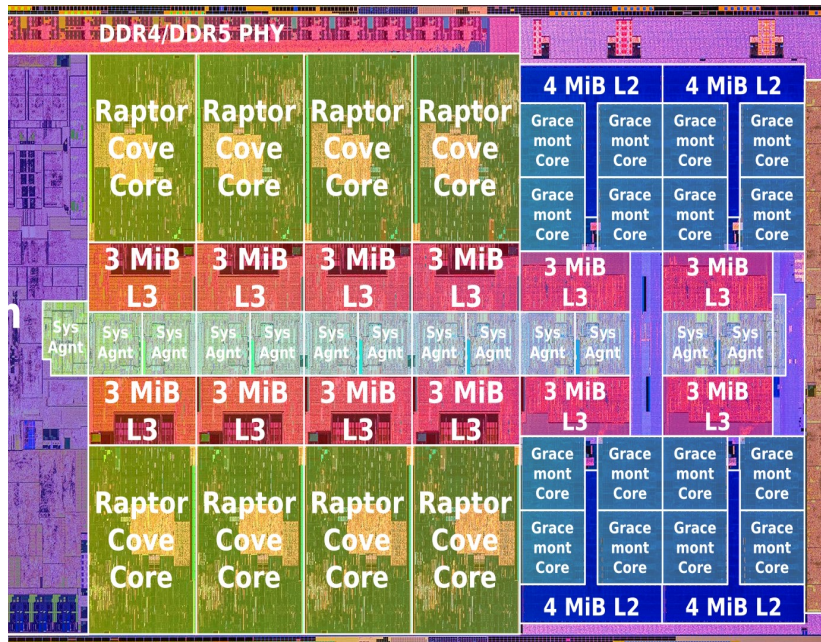 DDR4/DDR5 PHY
4 MiB L2
4 MiB L2
Raptor
Cove
Core
Raptor
Cove
Core
Raptor
Cove
Core
Raptor
Cove
Core
Grace
mont
Core
Grace
mont
Core
Grace
mont
Core
Grace
mont
Core
Grace
mont
Core
Grace
mont
Core
Grace
mont
Core
Grace
mont
Core
3 MiB
L3
3 MiB
L3
3 MiB
L3
3 MiB
L3
3 MiB
L3
3 MiB
L3
n
Sys
Agnt
Sys
Agnt
Sys
Agnt
Sys
Agnt
Sys
Agnt
Sys
Agnt
Sys
Agnt
Sys
Agnt
Sys
Agnt
Sys
Agnt
Sys
Agnt
Sys
Agnt
Sys
Agnt
3 MiB
L3
3 MiB
L3
3 MiB
L3
3 MiB
L3
3 MiB
L3
3 MiB
L3
Raptor
Cove
Core
Raptor
Cove
Core
Raptor
Cove
Core
Raptor
Cove
Core
Grace
mont
Core
Grace
mont
Core
Grace
mont
Core
Grace
mont
Core
Grace
mont
Core
Grace
mont
Core
Grace
mont
Core
Grace
mont
Core
4 MiB L2
4 MiB L2